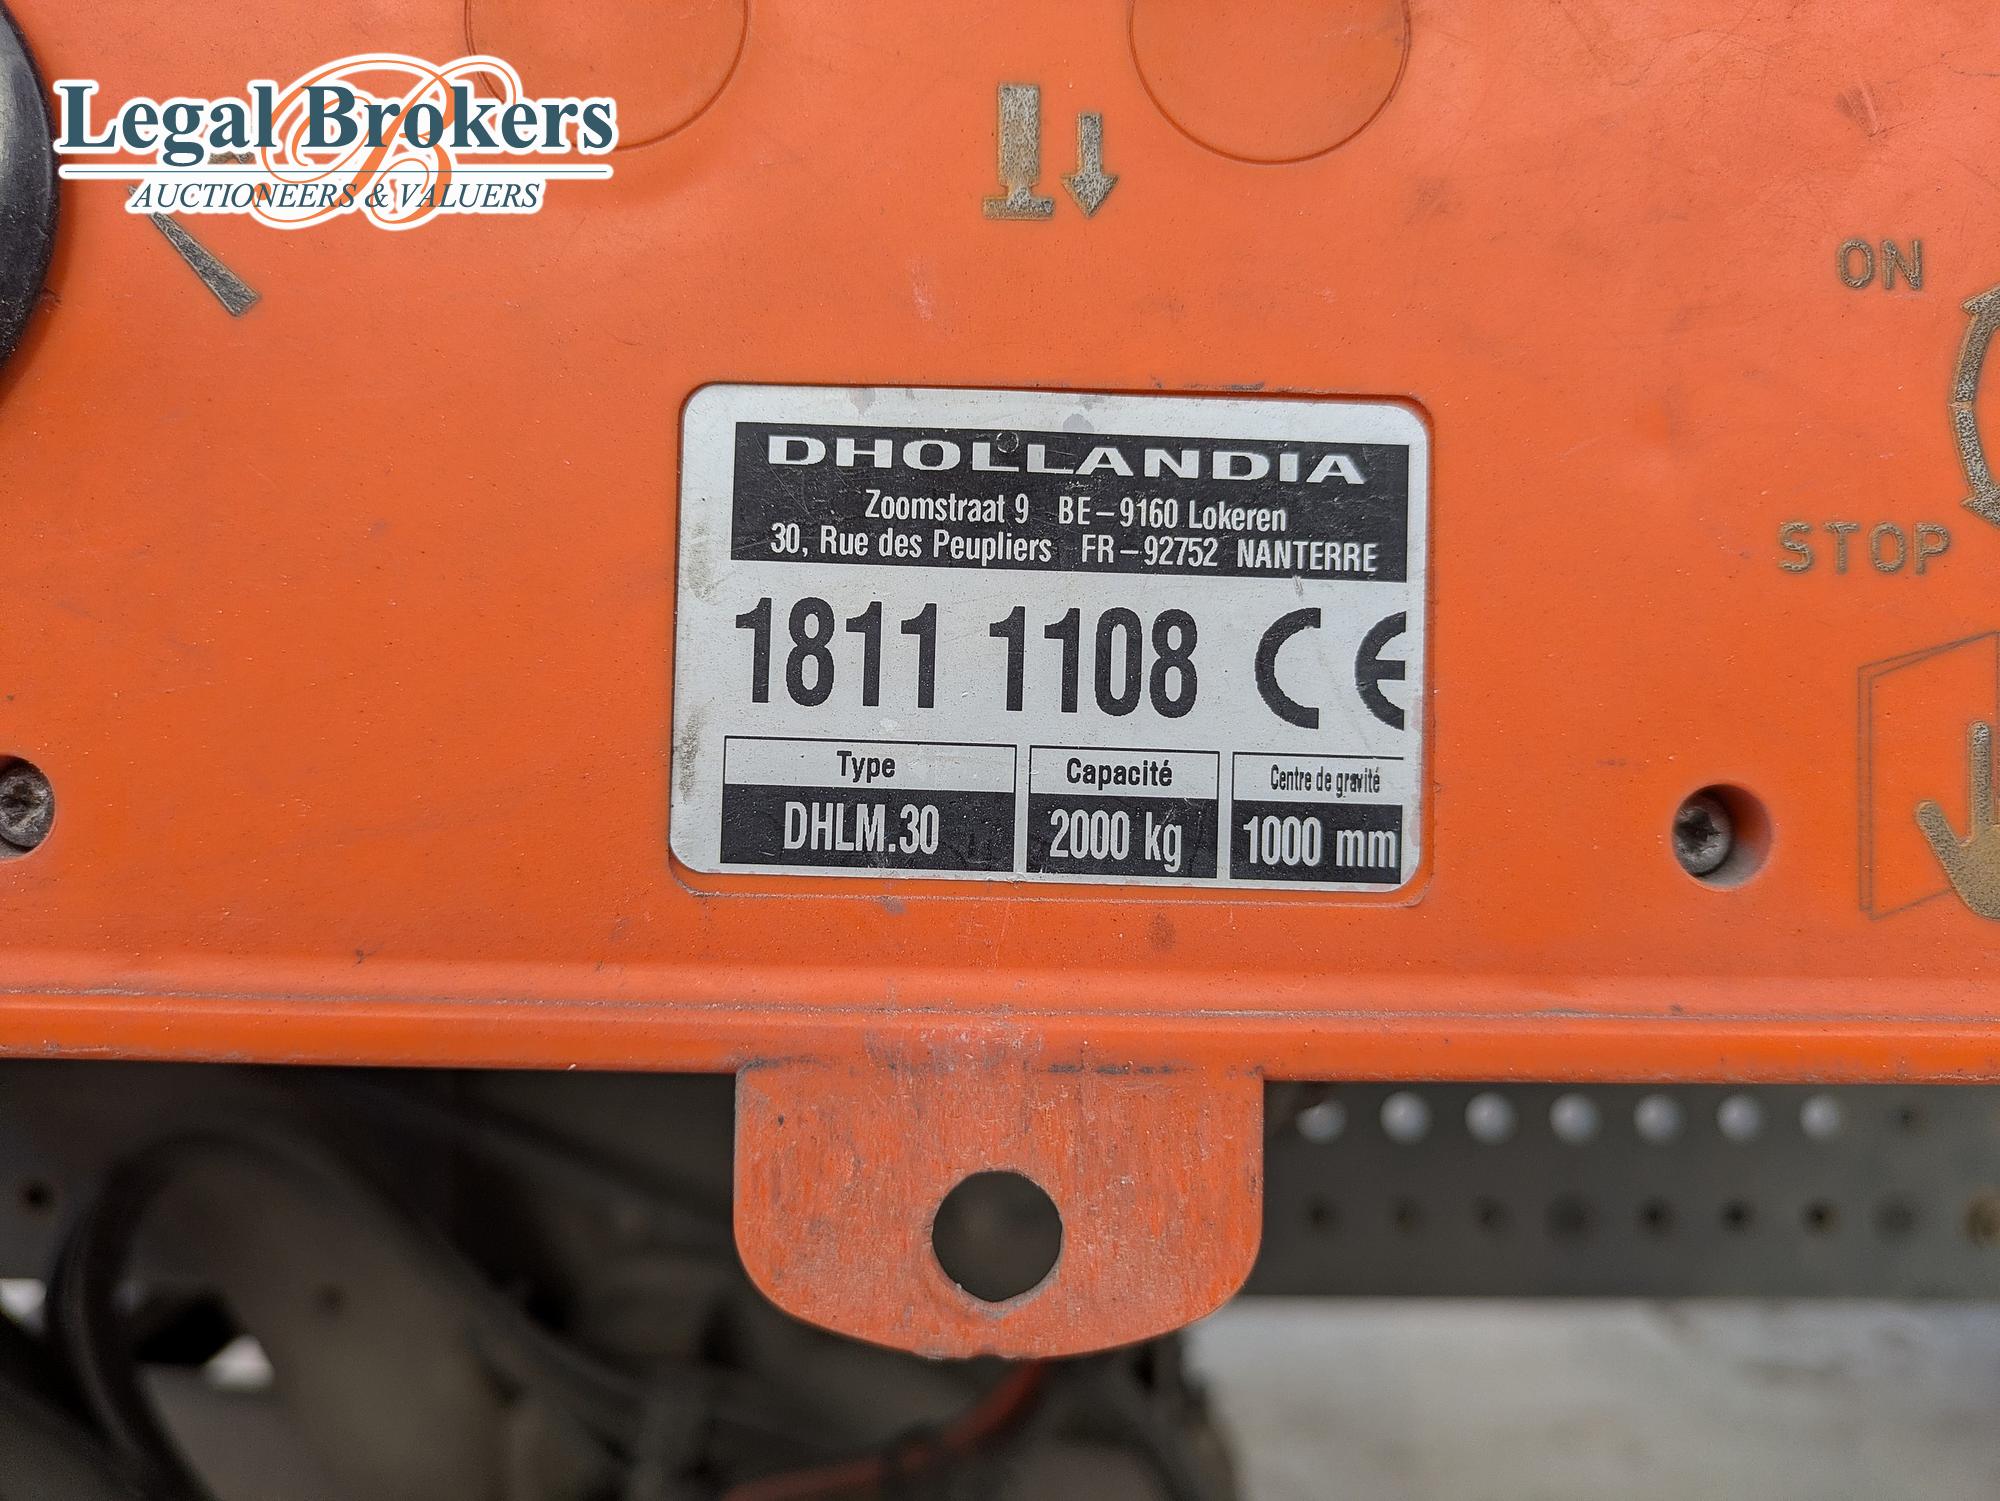 Legal Brokers
AUCTIONEERS & VALUERS
ON
STOP
DHOLLANDIA
Zoomstraat 9 BE-9160 Lokeren
30, Rue des Peupliers FR-92752 NANTERRE
1811 1108 CE
Type
DHLM.30
Capacité
2000 kg
Centre de gravité
1000 mm